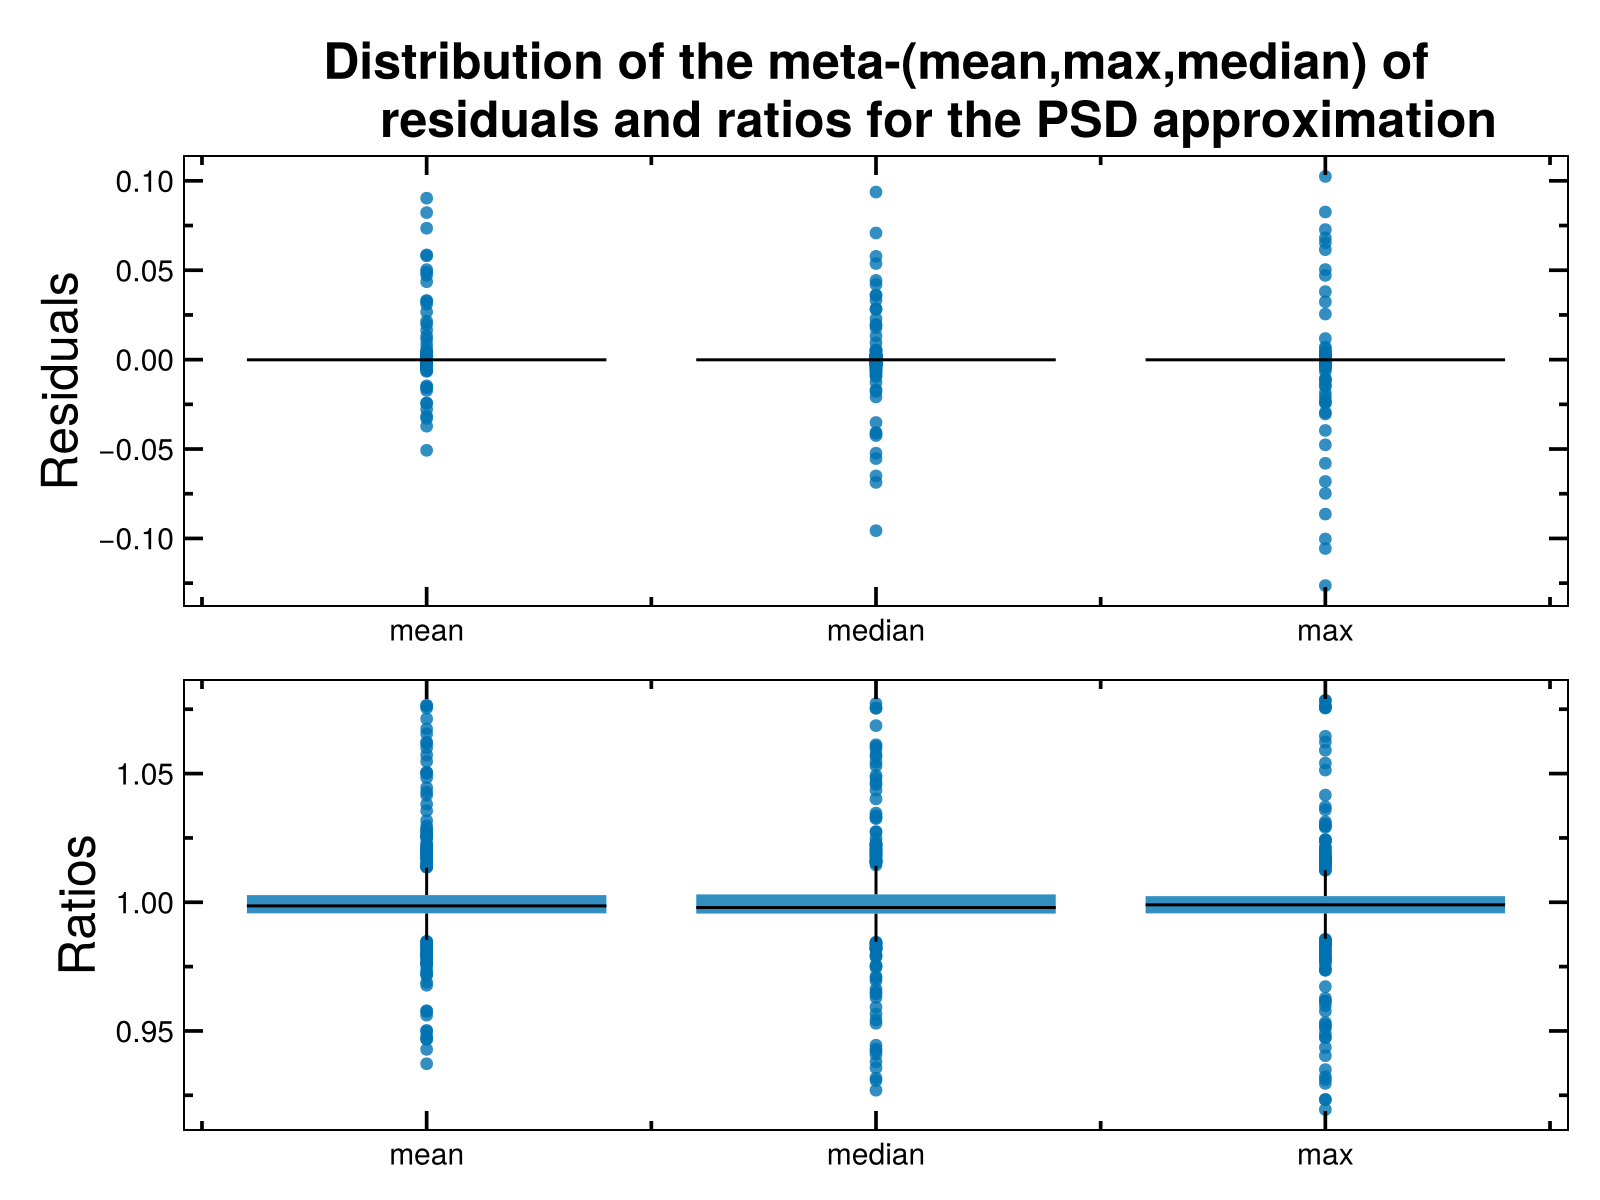 Distribution of the meta-(mean,max,median) of
residuals and ratios for the PSD approximation
Residuals
0.10
0.05
0.00
−0.05
−0.10
mean median max
Ratios
1.05
1.00
0.95
mean median max